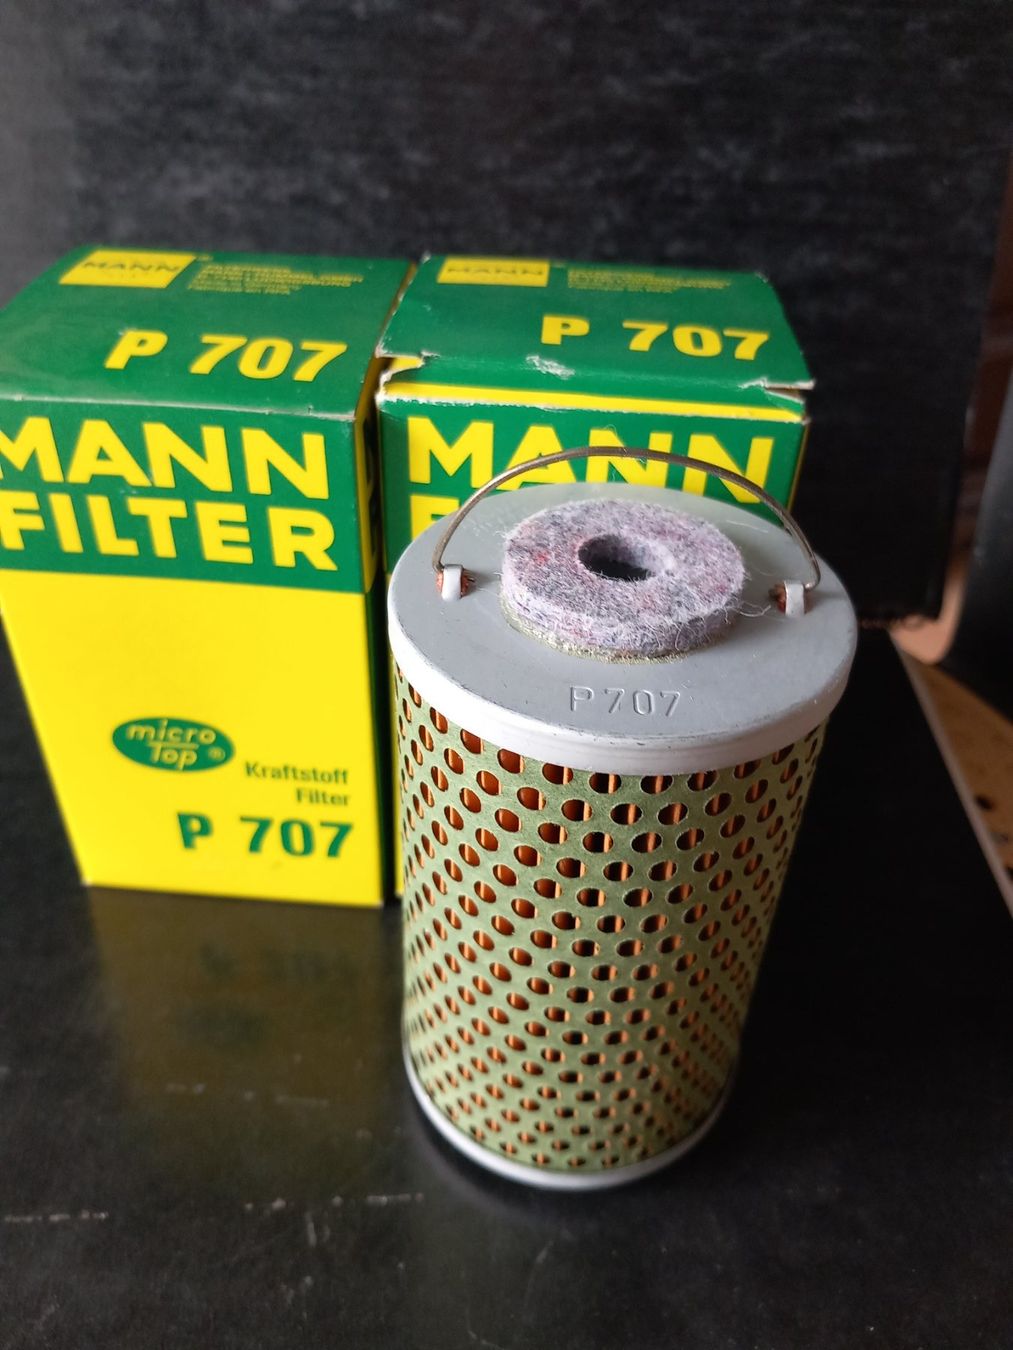 MANN
P 707
MANN
FILTER
micro
Top ®
Kraftstoff
Filter
P 707
MANN
P 707
MANN
P707